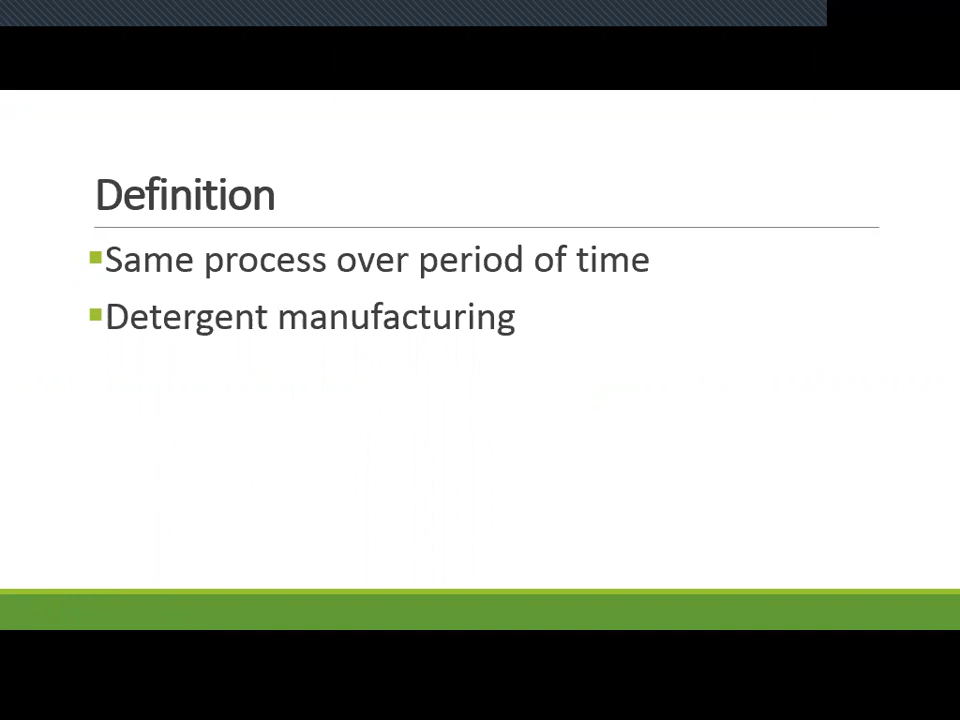 Definition
Same process over period of time
Detergent manufacturing